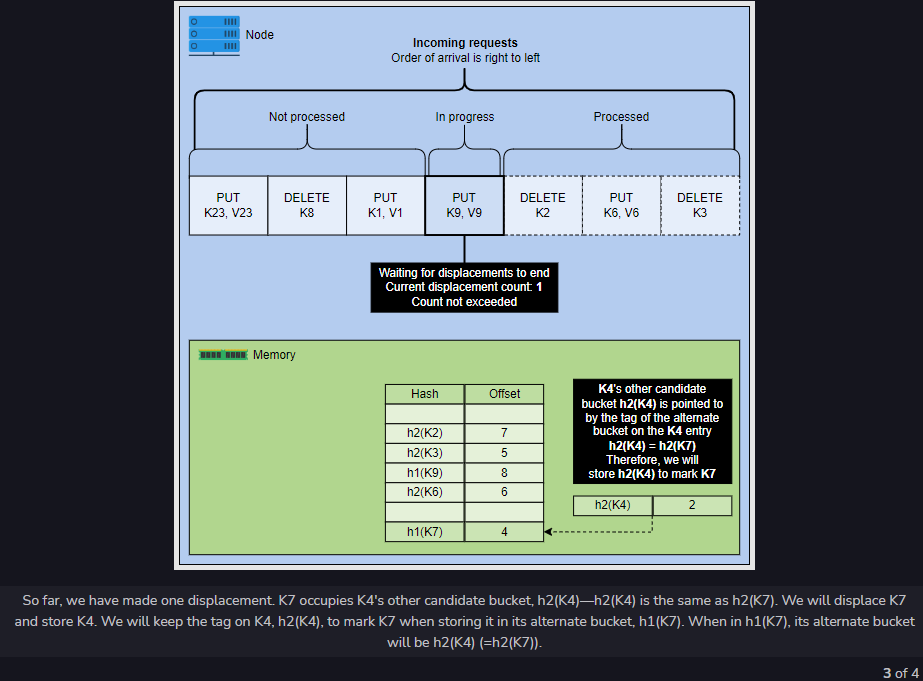 Node
Incoming requests
Order of arrival is right to left
Not processed
In progress
Processed
PUT
K23, V23
DELETE
K8
PUT
K1, V1
PUT
K9, V9
DELETE
K2
PUT
K6, V6
DELETE
K3
Waiting for displacements to end
Current displacement count: 1
Count not exceeded
Memory
Hash Offset
h2(K2) 7
h2(K3) 5
h1(K9) 8
h2(K6) 6
h1(K7) 4
K4's other candidate
bucket h2(K4) is pointed to
by the tag of the alternate
bucket on the K4 entry
h2(K4) = h2(K7)
Therefore, we will
store h2(K4) to mark K7
h2(K4) 2
So far, we have made one displacement. K7 occupies K4's other candidate bucket, h2(K4)—h2(K4) is the same as h2(K7). We will displace K7
and store K4. We will keep the tag on K4, h2(K4), to mark K7 when storing it in its alternate bucket, h1(K7). When in h1(K7), its alternate bucket
will be h2(K4) (=h2(K7)).
3 of 4